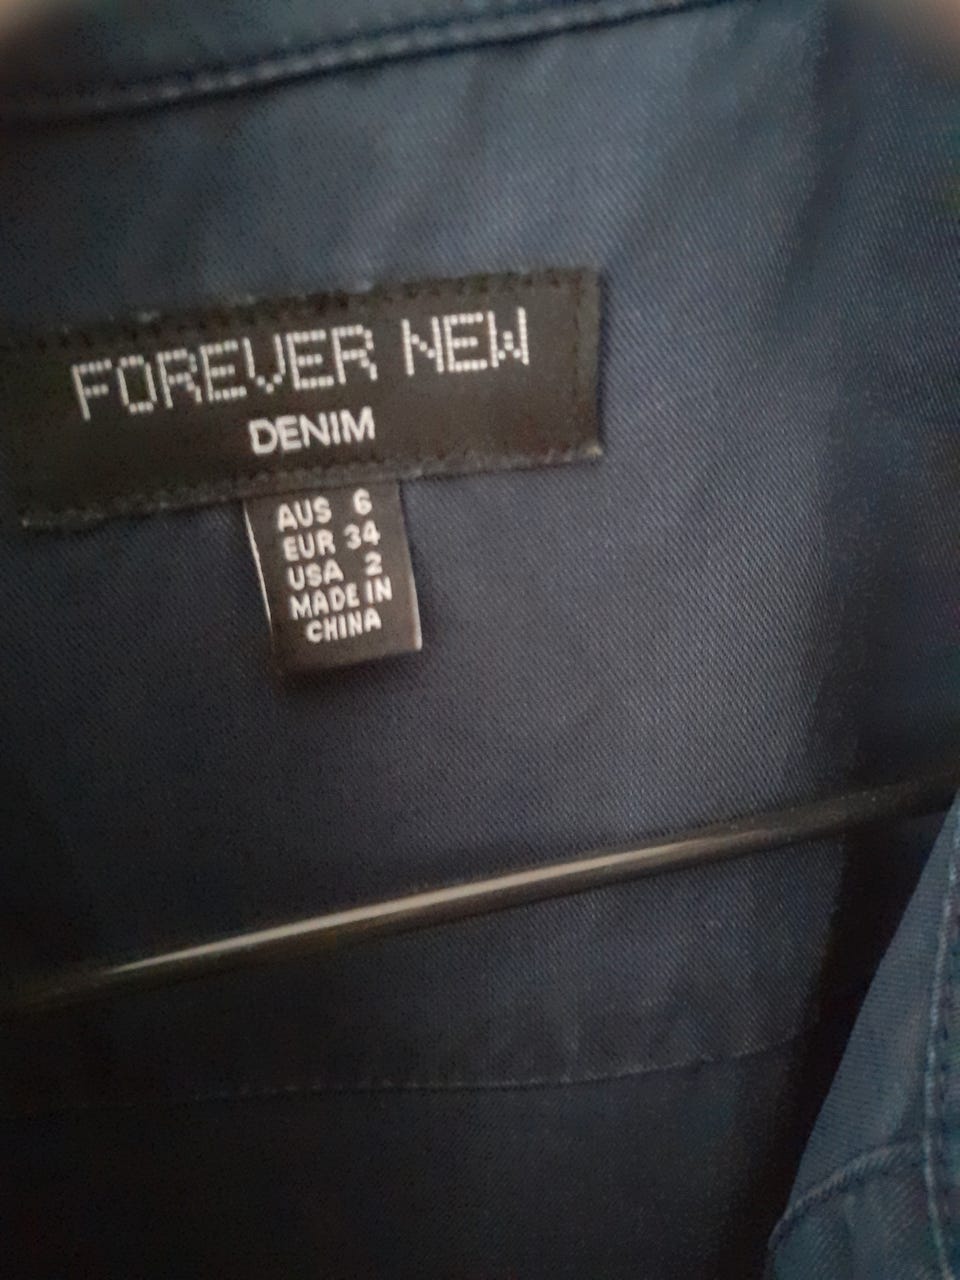 FOREVER NEW
DENIM
AUS 6
EUR 34
USA 2
MADE IN
CHINA